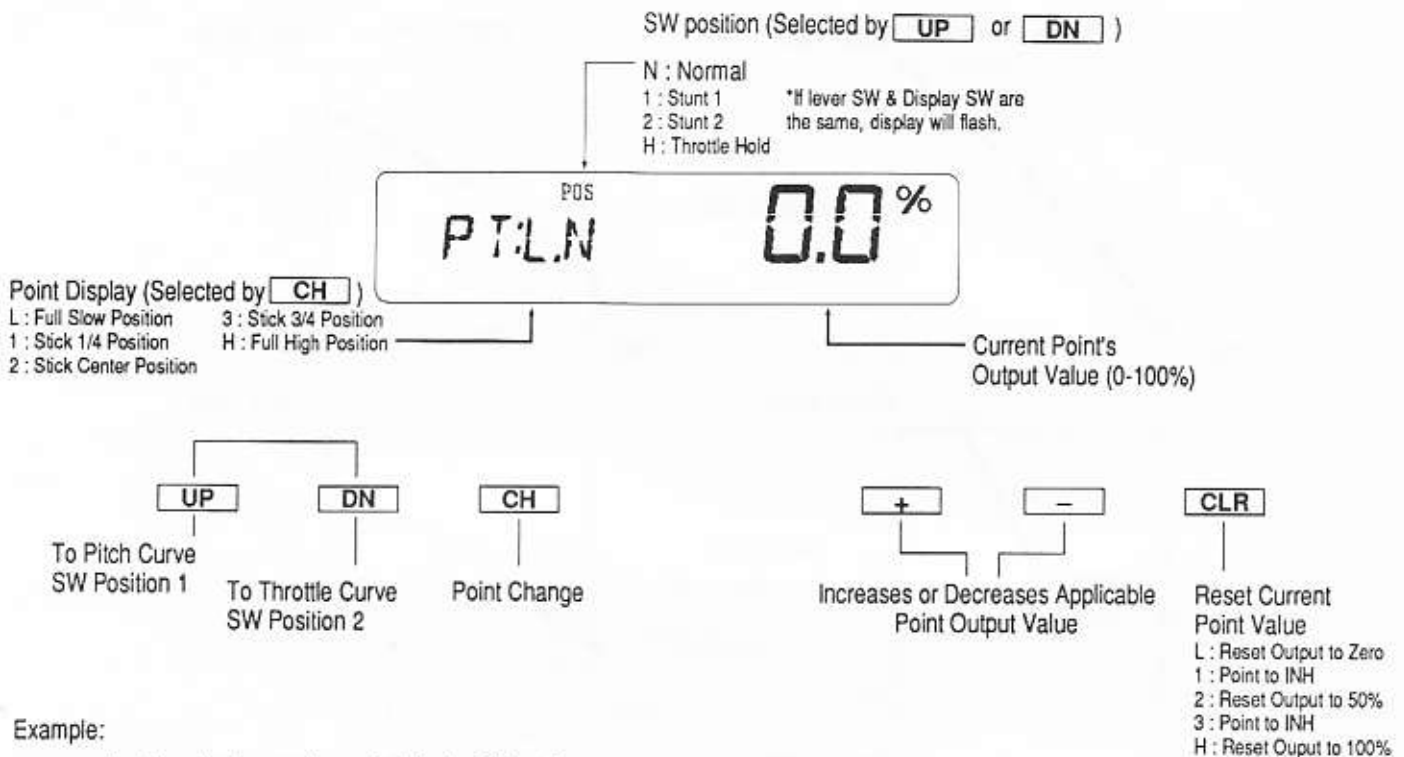 SW position (Selected by UP or DN )
N : Normal
1 : Stunt 1
2 : Stunt 2
H : Throttle Hold
*If lever SW & Display SW are
the same, display will flash.
POS
PT:L.N 0.0%
Point Display (Selected by CH )
L : Full Slow Position
1 : Stick 1/4 Position
2 : Stick Center Position
3 : Stick 3/4 Position
H : Full High Position
Current Point's
Output Value (0-100%)
UP DN CH + – CLR
To Pitch Curve
SW Position 1
To Throttle Curve
SW Position 2
Point Change
Increases or Decreases Applicable
Point Output Value
Reset Current
Point Value
L : Reset Output to Zero
1 : Point to INH
2 : Reset Output to 50%
3 : Point to INH
H : Reset Ouput to 100%
Example: